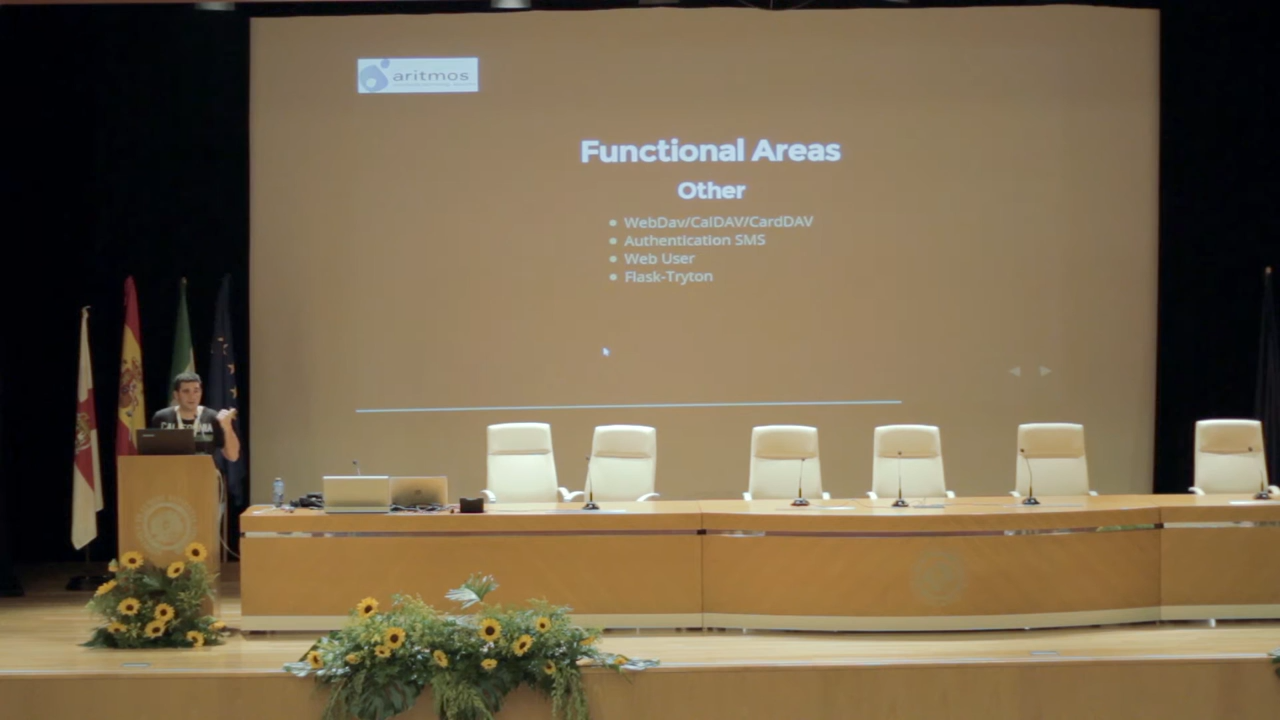 aritmos
Functional Areas
Other
WebDav/CalDAV/CardDAV
Authentication SMS
Web User
Flask-Tryton